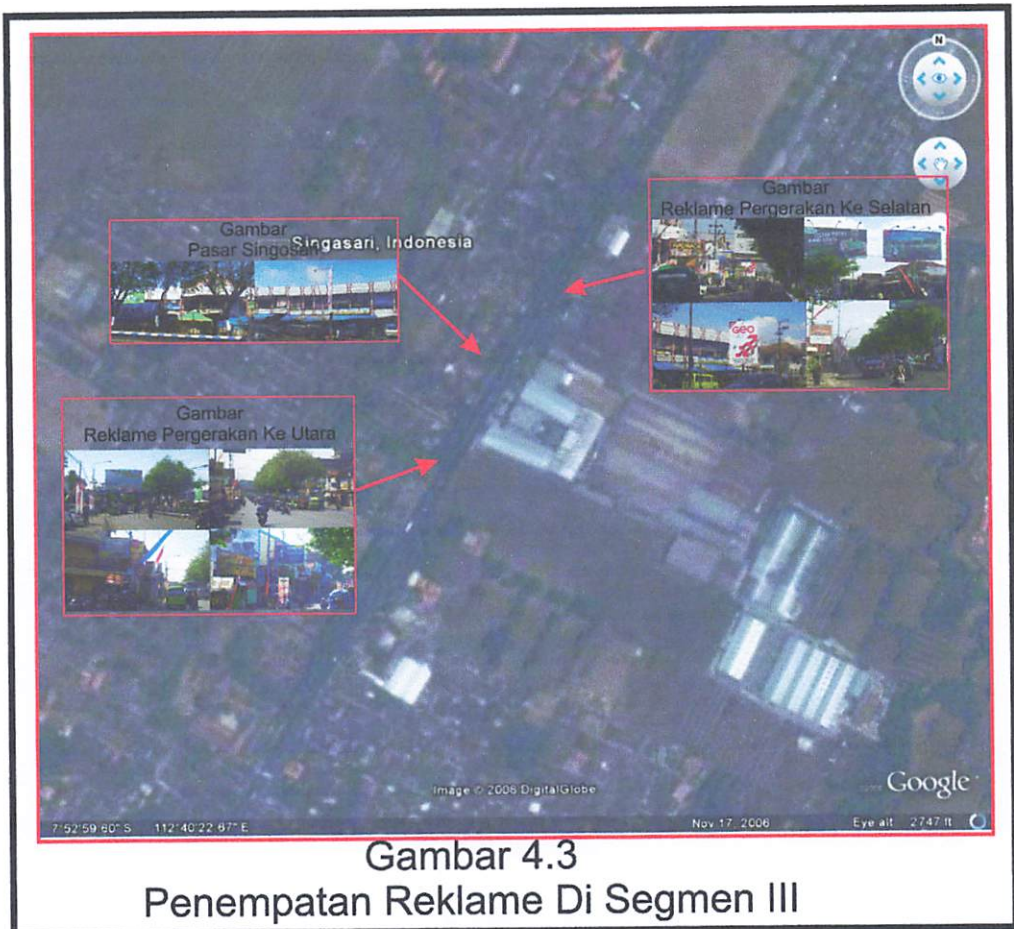 N
Gambar
Reklame Pergerakan Ke Selatan
GEO
Gambar
Pasar Singosari
Singasari, Indonesia
Gambar
Reklame Pergerakan Ke Utara
Image © 2006 DigitalGlobe
Google
7°52'59.60" S 112°40'22.67" E
Nov 17, 2006
Eye alt 2747 ft
Gambar 4.3
Penempatan Reklame Di Segmen III